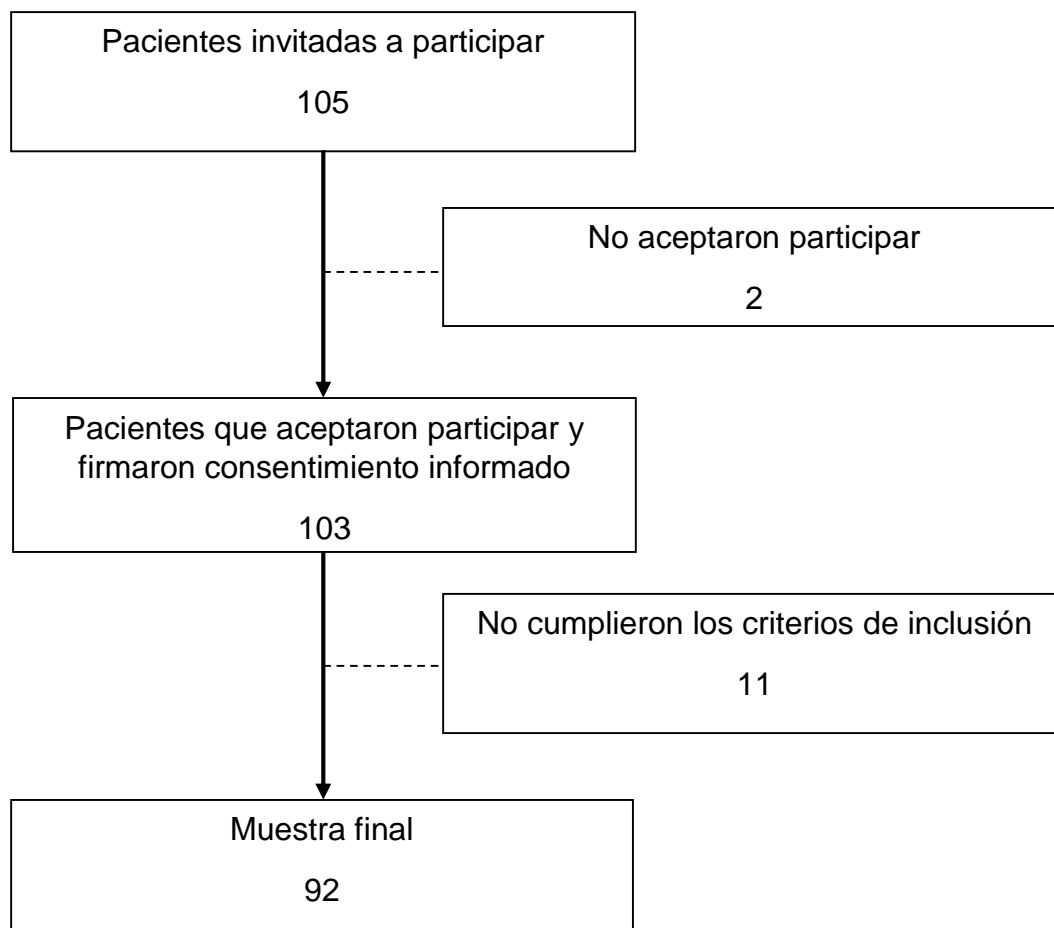 Pacientes invitadas a participar
105
No aceptaron participar
2
Pacientes que aceptaron participar y
firmaron consentimiento informado
103
No cumplieron los criterios de inclusión
11
Muestra final
92